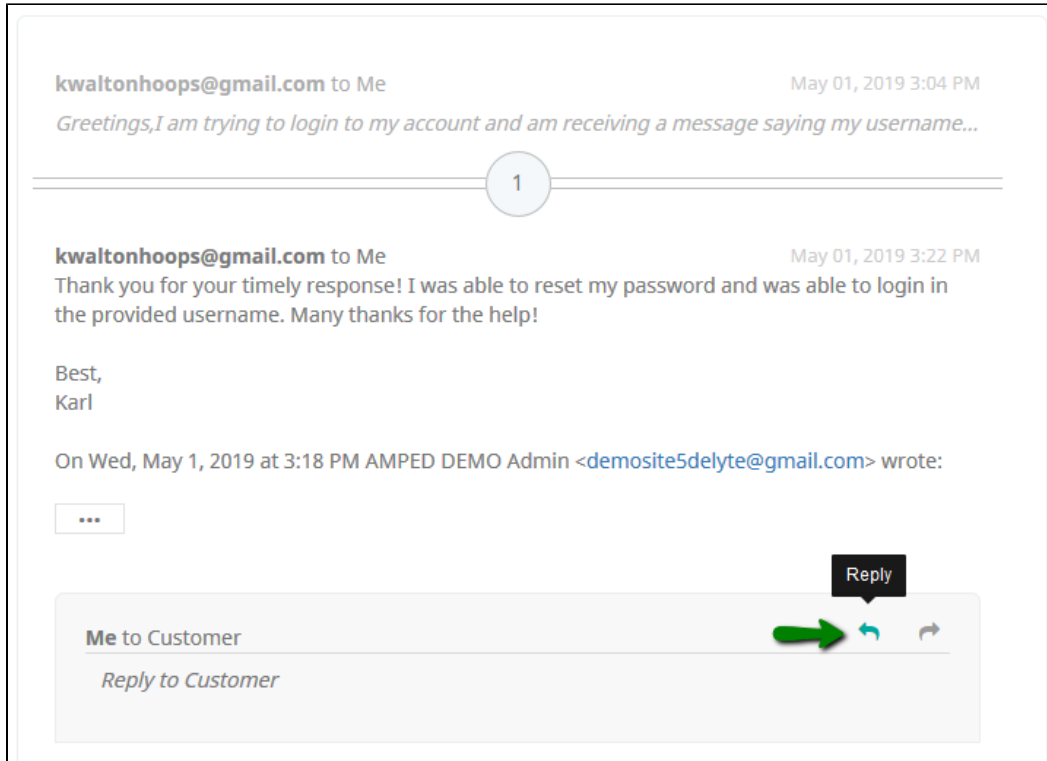 kwaltonhoops@gmail.com to Me May 01, 2019 3:04 PM
Greetings,I am trying to login to my account and am receiving a message saying my username...
1
kwaltonhoops@gmail.com to Me May 01, 2019 3:22 PM
Thank you for your timely response! I was able to reset my password and was able to login in
the provided username. Many thanks for the help!
Best,
Karl
On Wed, May 1, 2019 at 3:18 PM AMPED DEMO Admin <demosite5delyte@gmail.com> wrote:
•••
Reply
Me to Customer
Reply to Customer